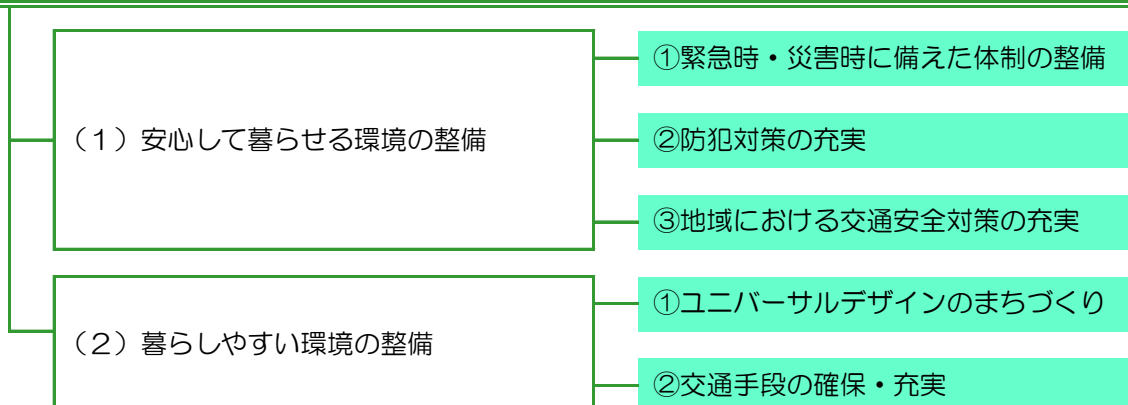 （１）安心して暮らせる環境の整備
①緊急時・災害時に備えた体制の整備
②防犯対策の充実
③地域における交通安全対策の充実
（２）暮らしやすい環境の整備
①ユニバーサルデザインのまちづくり
②交通手段の確保・充実